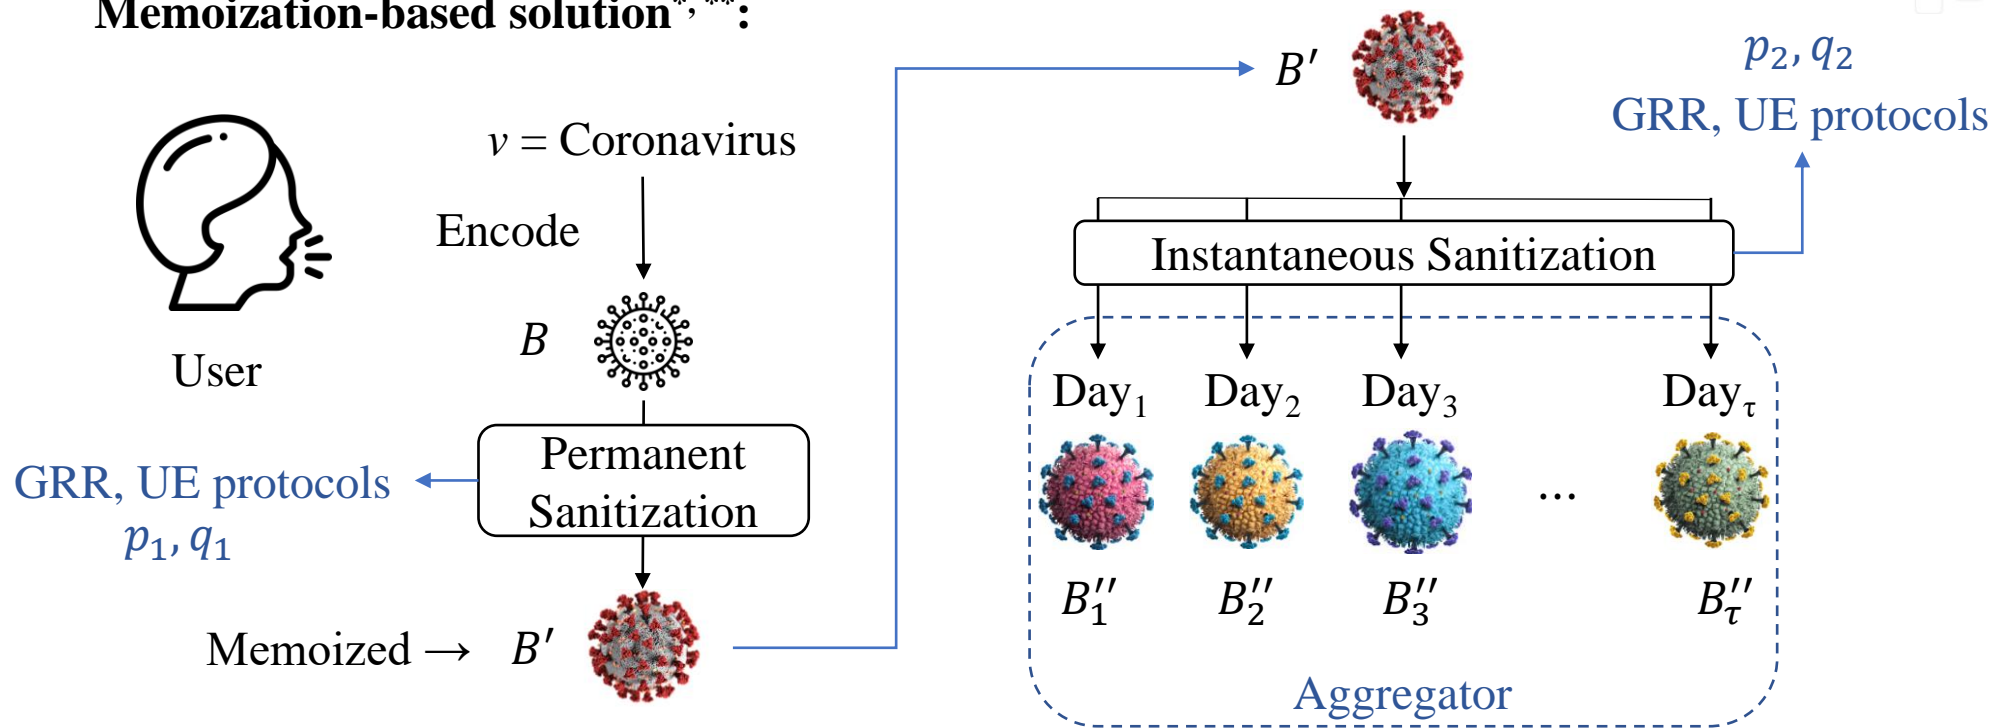 Memoization-based solution*, **:
v = Coronavirus
Encode
B
User
Permanent
Sanitization
GRR, UE protocols
p₁, q₁
Memoized → B′
B′
p₂, q₂
GRR, UE protocols
Instantaneous Sanitization
Day₁ Day₂ Day₃ Dayτ
...
B″₁ B″₂ B″₃ B″τ
Aggregator